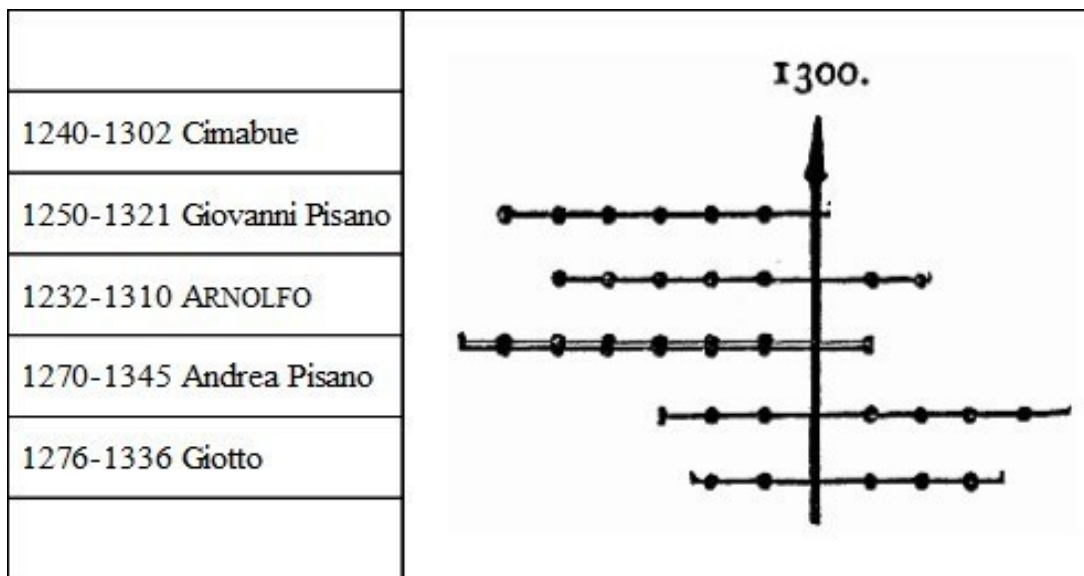 1300.
1240-1302 Cimabue
1250-1321 Giovanni Pisano
1232-1310 ARNOLFO
1270-1345 Andrea Pisano
1276-1336 Giotto